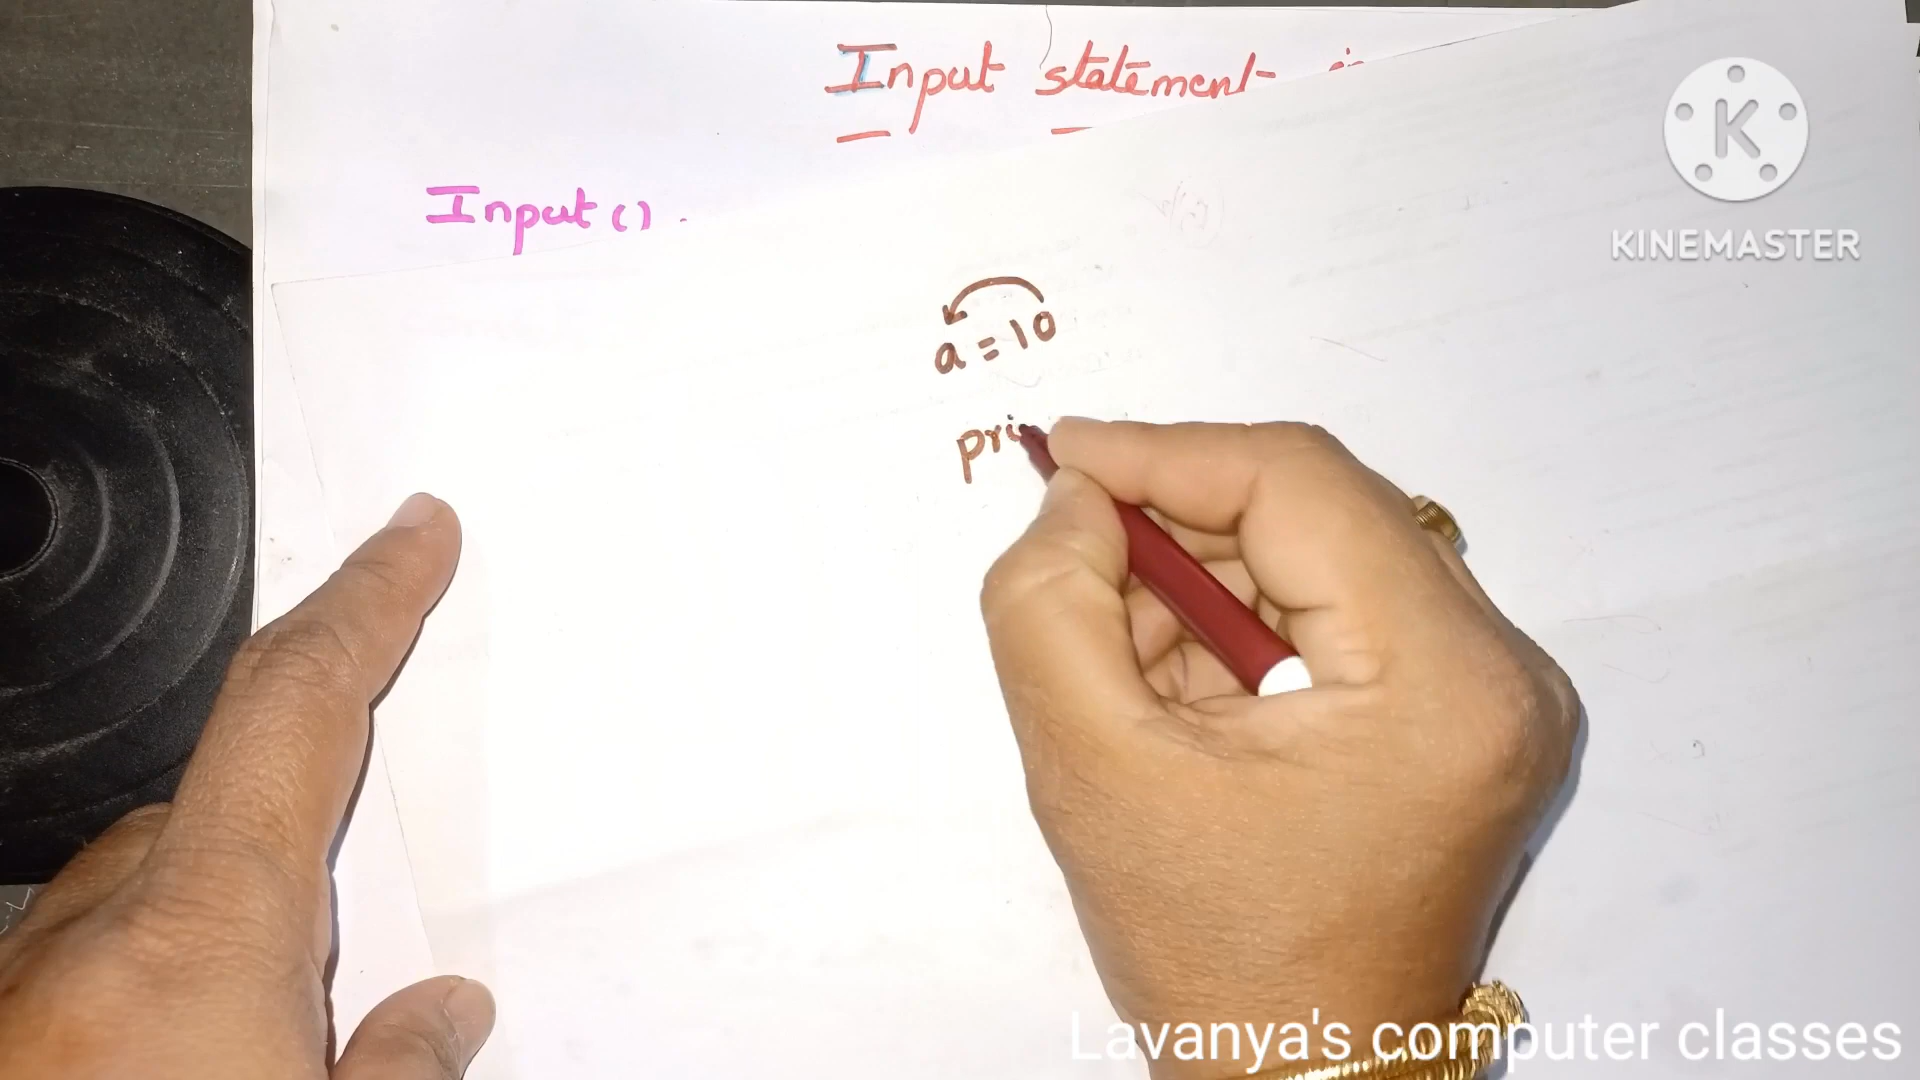 Input statement
Input ( )
KINEMASTER
a = 10
pri
Lavanya's computer classes